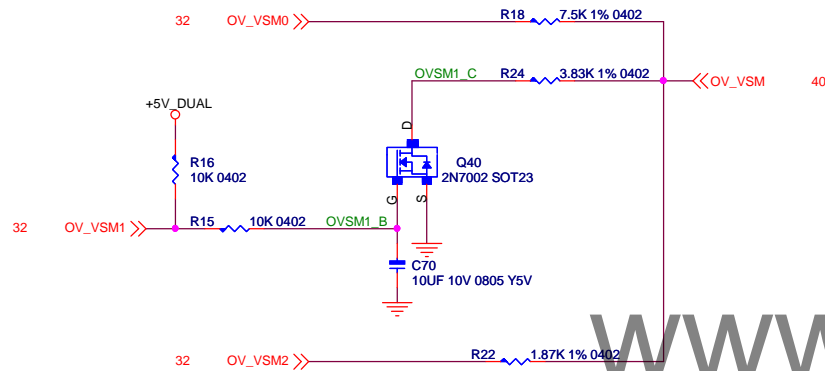 32 OV_VSM0 R18 7.5K 1% 0402
OVSM1_C R24 3.83K 1% 0402 OV_VSM 40
+5V_DUAL
D
R16
10K 0402
Q40
2N7002 SOT23
G S
32 OV_VSM1 R15 10K 0402 OVSM1_B
C70
10UF 10V 0805 Y5V
32 OV_VSM2 R22 1.87K 1% 0402
www